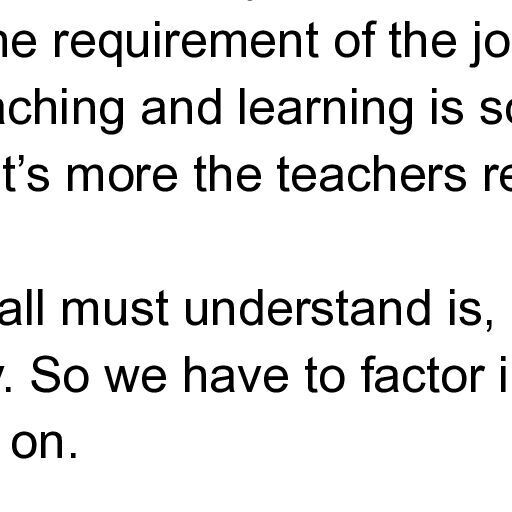 he requirement of the jo
aching and learning is so
t’s more the teachers re
all must understand is,
y. So we have to factor i
on.